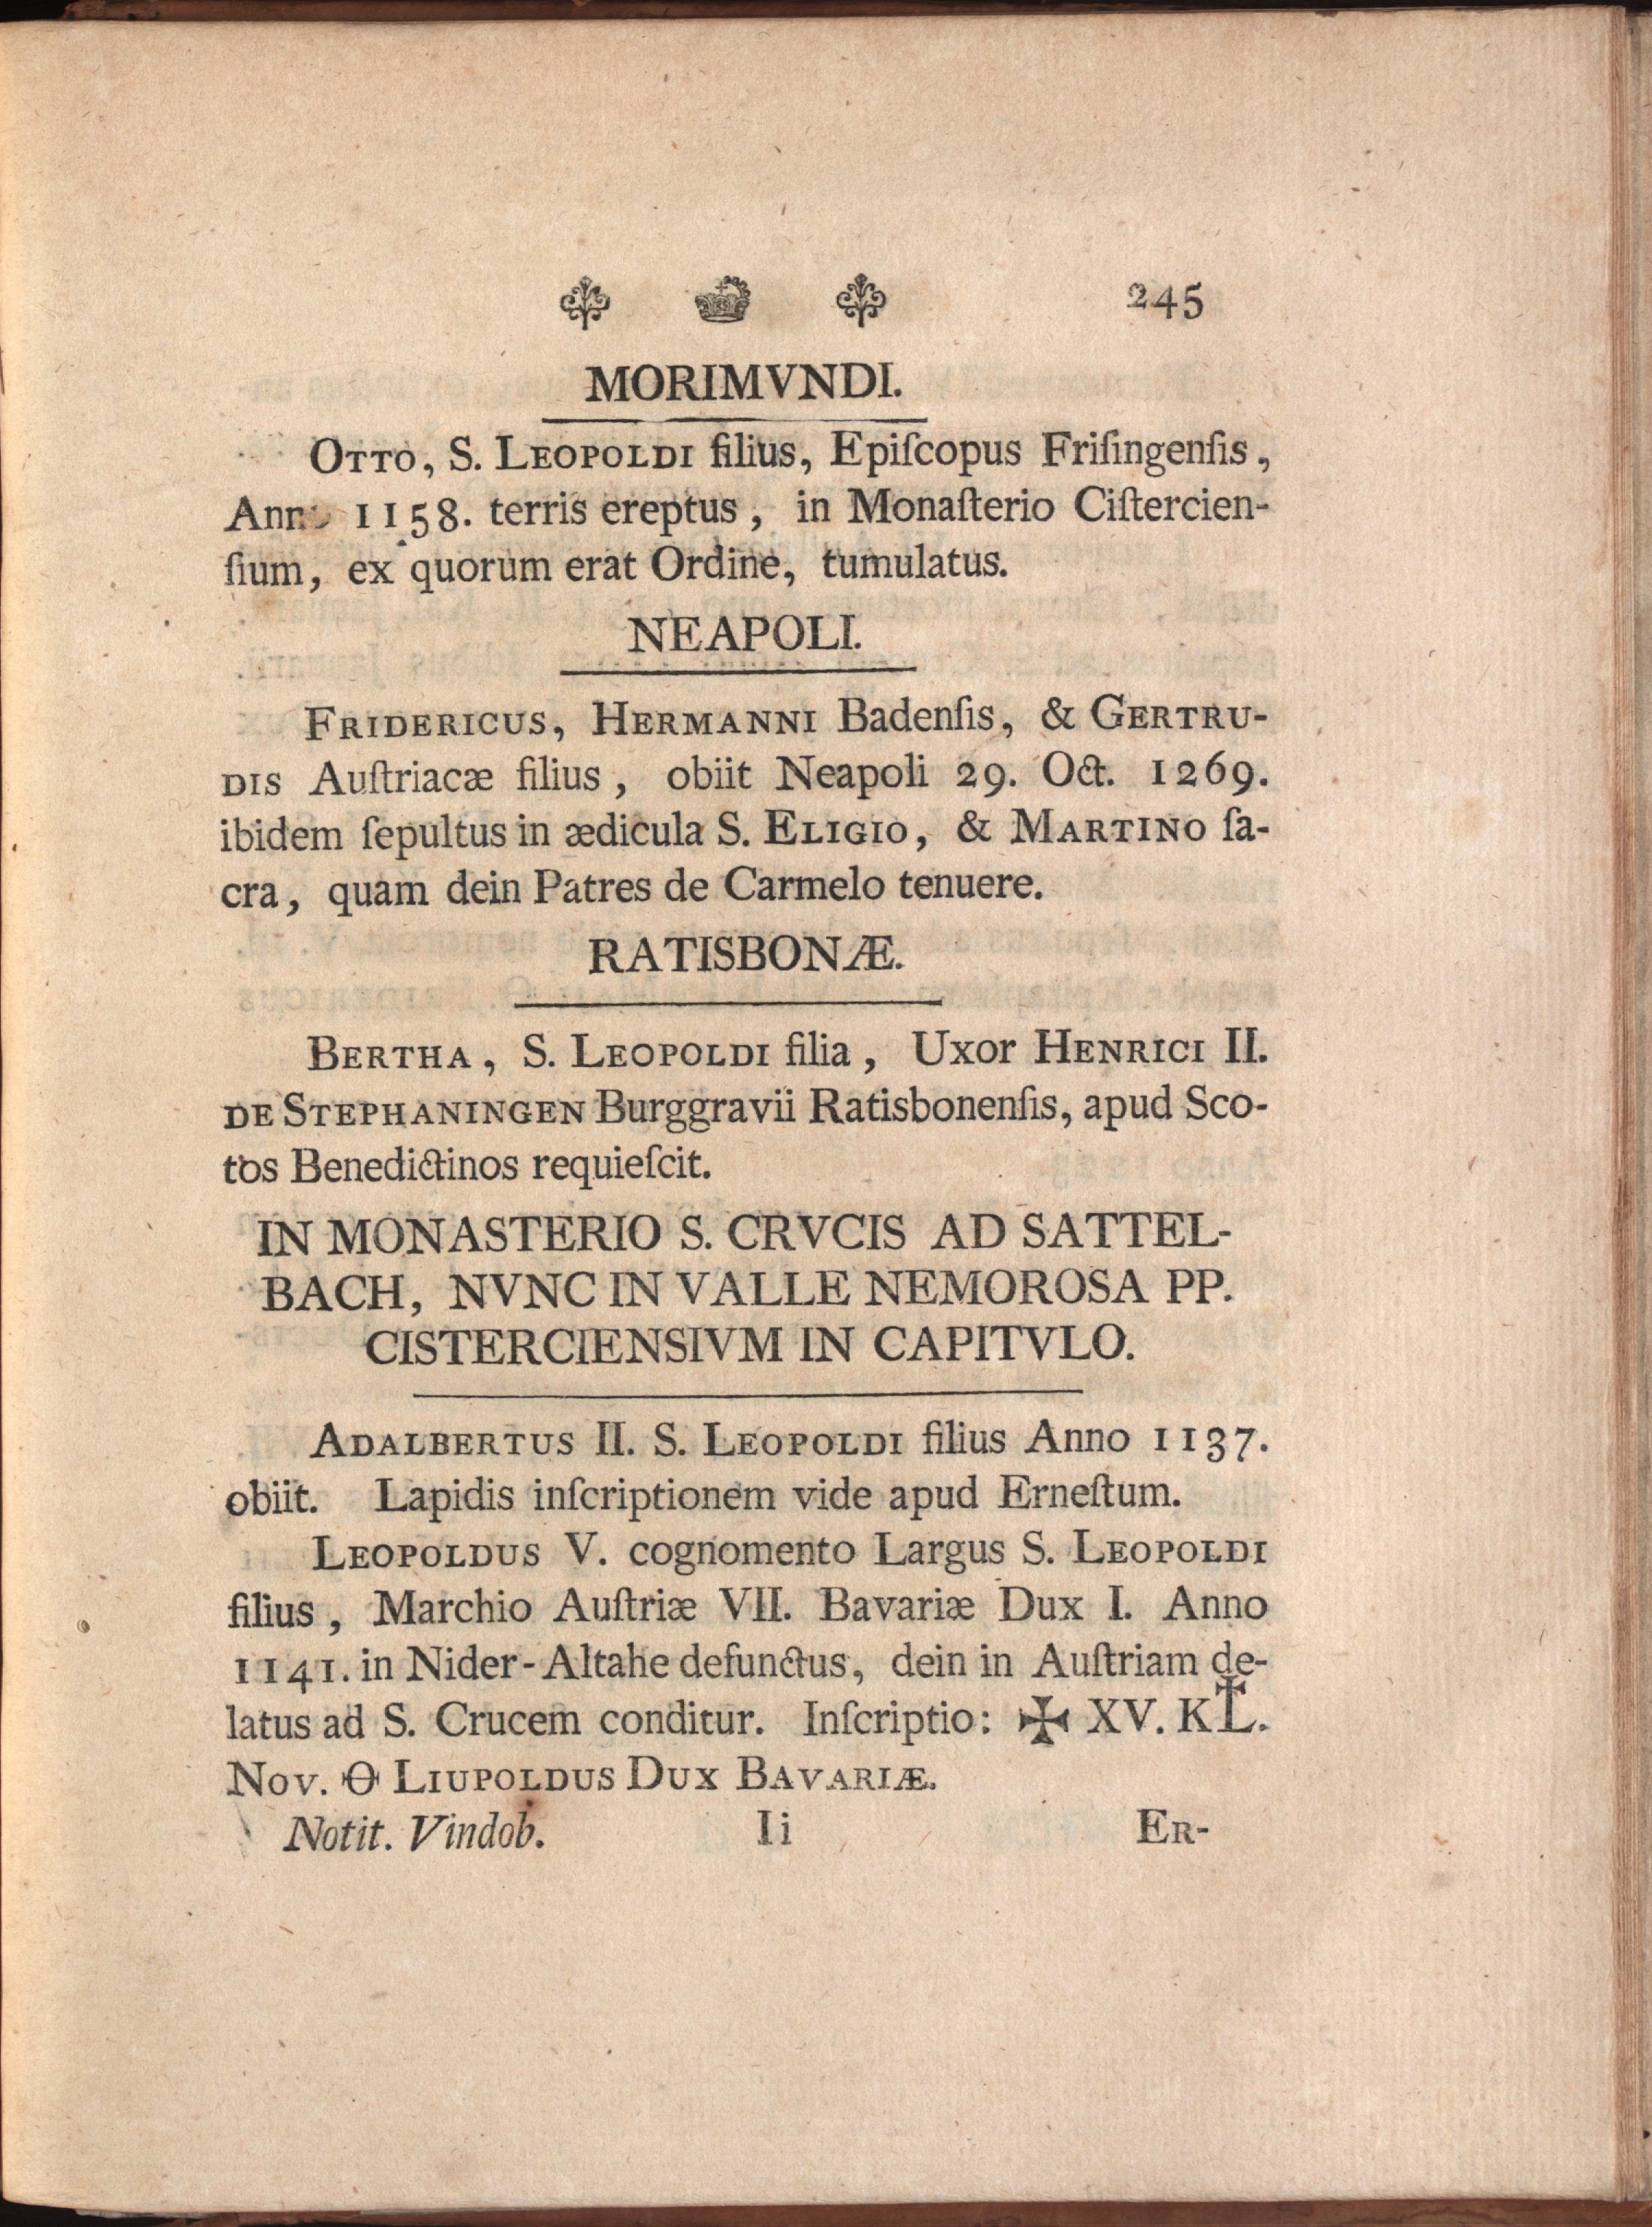 245
MORIMVNDI.
OTTO, S. LEOPOLDI filius, Epiſcopus Friſingenſis,
Anno 1158. terris ereptus, in Monaſterio Ciſtercien-
ſium, ex quorum erat Ordine, tumulatus.
NEAPOLI.
FRIDERICUS, HERMANNI Badenſis, & GERTRU-
DIS Auſtriacæ filius, obiit Neapoli 29. Oct. 1269.
ibidem ſepultus in ædicula S. ELIGIO, & MARTINO ſa-
cra, quam dein Patres de Carmelo tenuere.
RATISBONÆ.
BERTHA, S. LEOPOLDI filia, Uxor HENRICI II.
DE STEPHANINGEN Burggravii Ratisbonenſis, apud Sco-
tos Benedictinos requieſcit.
IN MONASTERIO S. CRVCIS AD SATTEL-
BACH, NVNC IN VALLE NEMOROSA PP.
CISTERCIENSIVM IN CAPITVLO.
ADALBERTUS II. S. LEOPOLDI filius Anno 1137.
obiit. Lapidis inſcriptionem vide apud Erneſtum.
LEOPOLDUS V. cognomento Largus S. LEOPOLDI
filius, Marchio Auſtriæ VII. Bavariæ Dux I. Anno
1141. in Nider-Altahe defunctus, dein in Auſtriam de-
latus ad S. Crucem conditur. Inſcriptio: ✠ XV. KL.
NOV. Ꝋ LIUPOLDUS DUX BAVARIÆ.
Notit. Vindob. Ii ER-